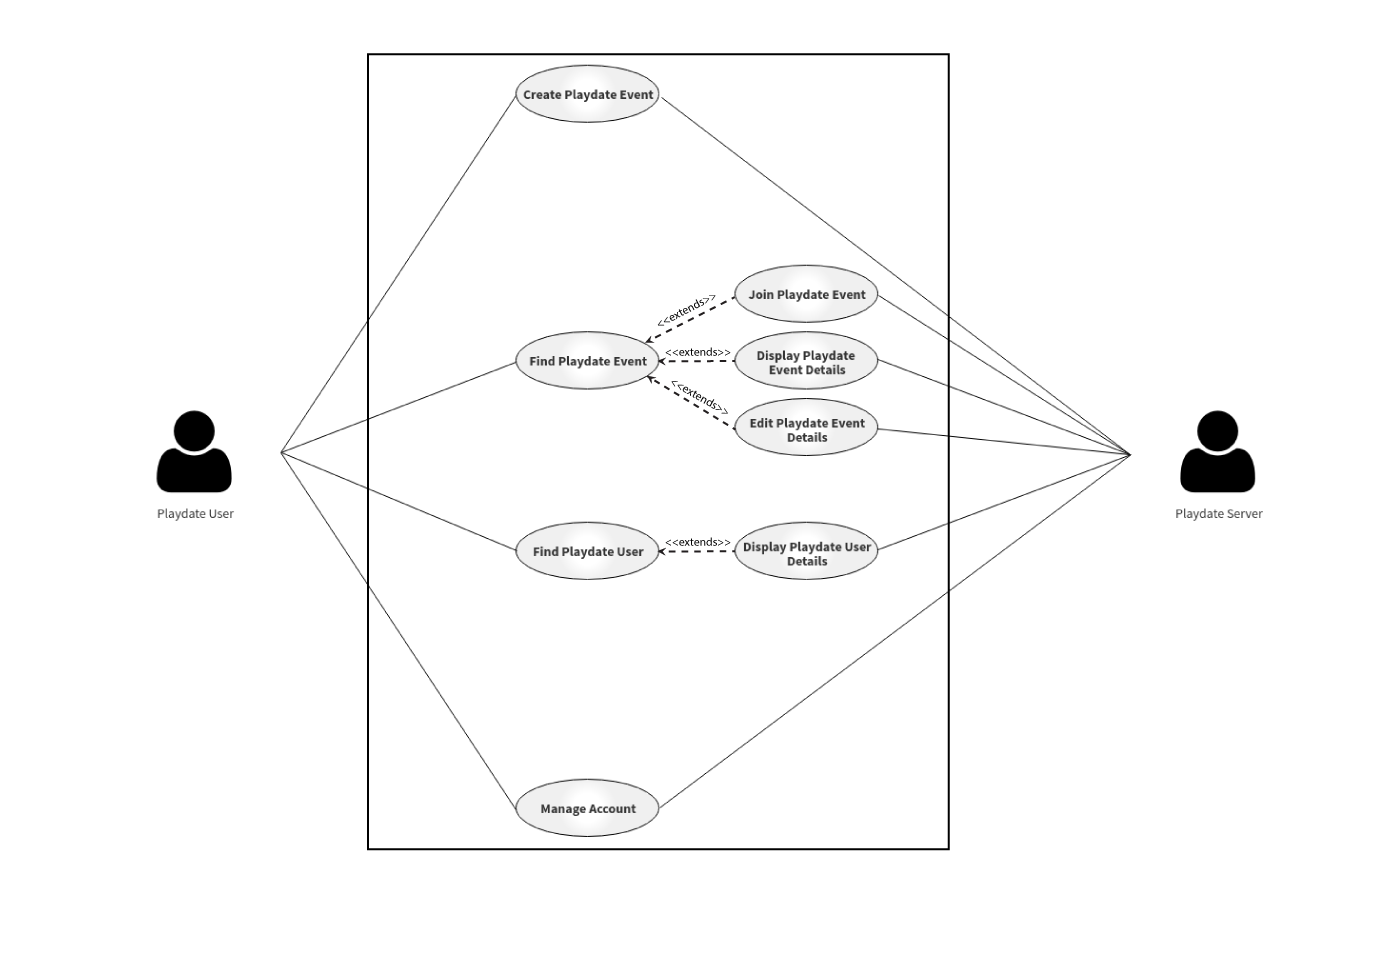 Create Playdate Event
<<extends>>
Join Playdate Event
Find Playdate Event
<<extends>>
Display Playdate
Event Details
<<extends>>
Edit Playdate Event
Details
Playdate User
Playdate Server
Find Playdate User
<<extends>>
Display Playdate User
Details
Manage Account